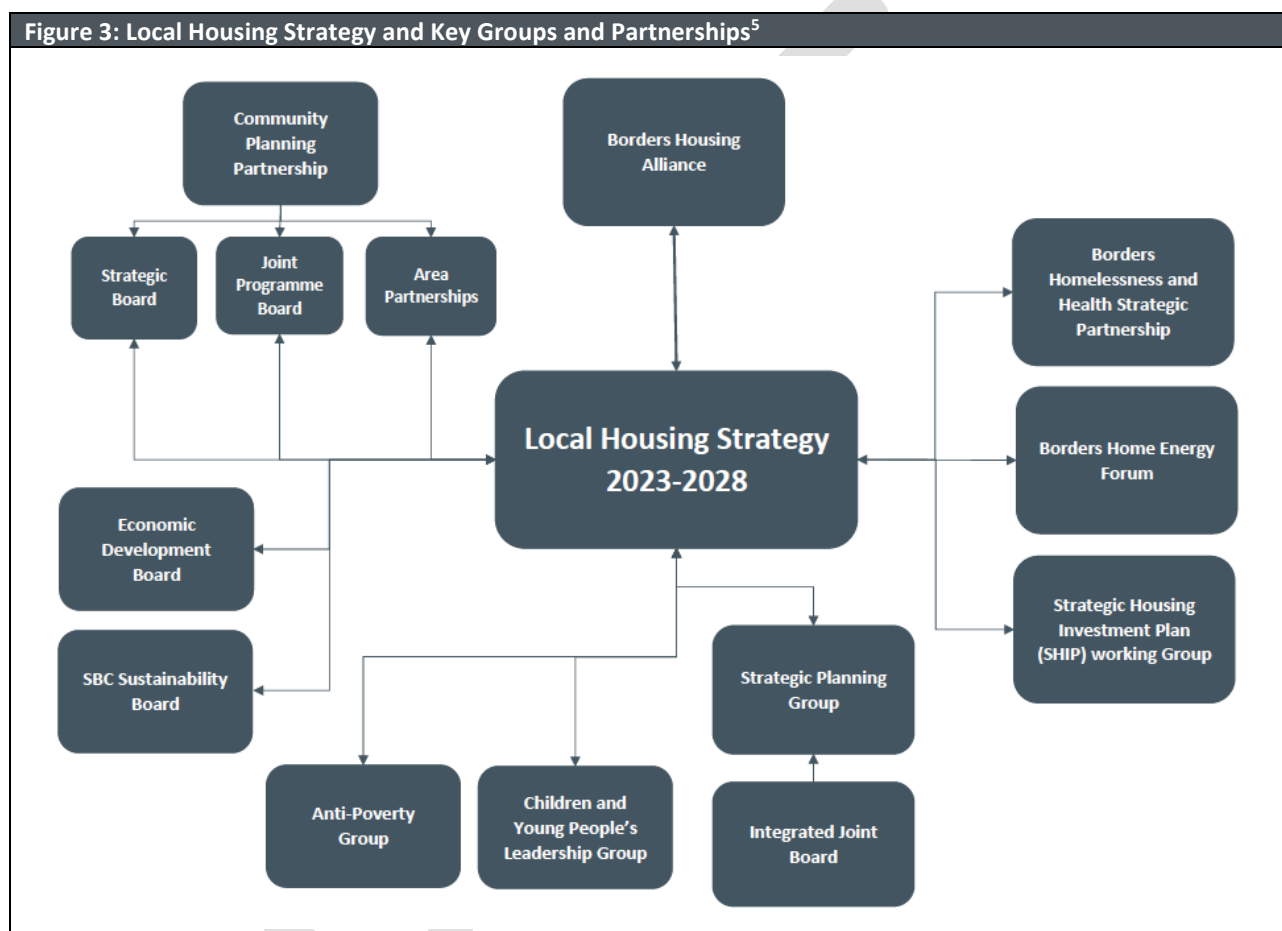 Figure 3: Local Housing Strategy and Key Groups and Partnerships5
Community
Planning
Partnership
Borders Housing
Alliance
Strategic
Board
Joint
Programme
Board
Area
Partnerships
Borders
Homelessness and
Health Strategic
Partnership
Local Housing Strategy
2023-2028
Borders Home Energy
Forum
Economic
Development
Board
Strategic Housing
Investment Plan
(SHIP) working Group
SBC Sustainability
Board
Strategic Planning
Group
Anti-Poverty
Group
Children and
Young People’s
Leadership Group
Integrated Joint
Board